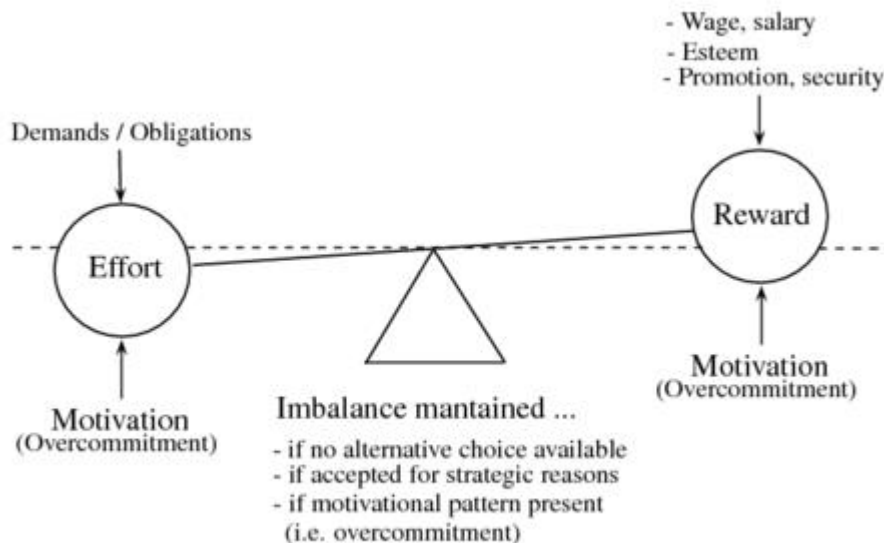 - Wage, salary
- Esteem
- Promotion, security
Demands / Obligations
Effort
Reward
Motivation
(Overcommitment)
Motivation
(Overcommitment)
Imbalance mantained ...
- if no alternative choice available
- if accepted for strategic reasons
- if motivational pattern present
(i.e. overcommitment)